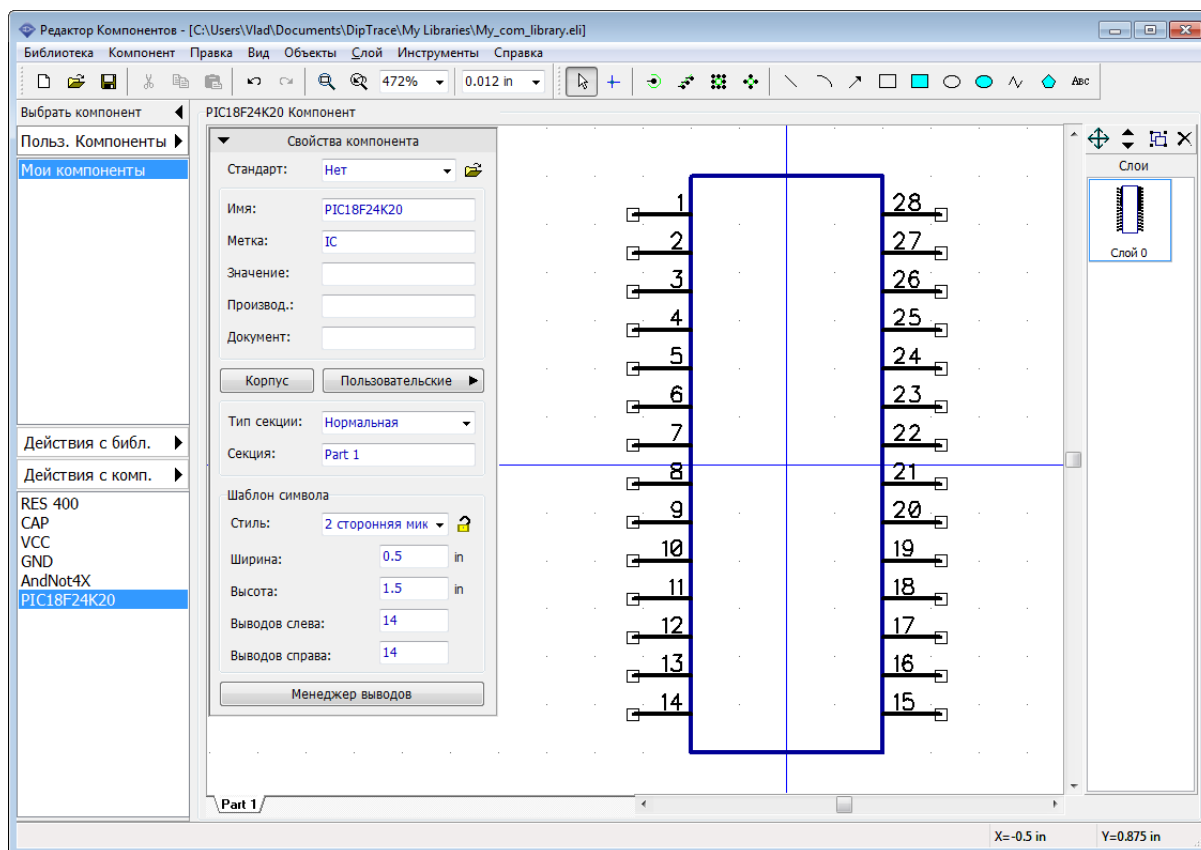 Редактор Компонентов - [C:\Users\Vlad\Documents\DipTrace\My Libraries\My_com_library.eli]
Библиотека Компонент Правка Вид Объекты Слой Инструменты Справка
472% 0.012 in ABC
Выбрать компонент
PIC18F24K20 Компонент
Польз. Компоненты
Мои компоненты
Действия с библ.
Действия с комп.
RES 400
CAP
VCC
GND
AndNot4X
PIC18F24K20
Свойства компонента
Стандарт: Нет
Имя: PIC18F24K20
Метка: IC
Значение:
Производ.:
Документ:
Корпус Пользовательские
Тип секции: Нормальная
Секция: Part 1
Шаблон символа
Стиль: 2 сторонняя мик
Ширина: 0.5 in
Высота: 1.5 in
Выводов слева: 14
Выводов справа: 14
Менеджер выводов
1 28
2 27
3 26
4 25
5 24
6 23
7 22
8 21
9 20
10 19
11 18
12 17
13 16
14 15
Слои
Слой 0
Part 1
X=-0.5 in Y=0.875 in